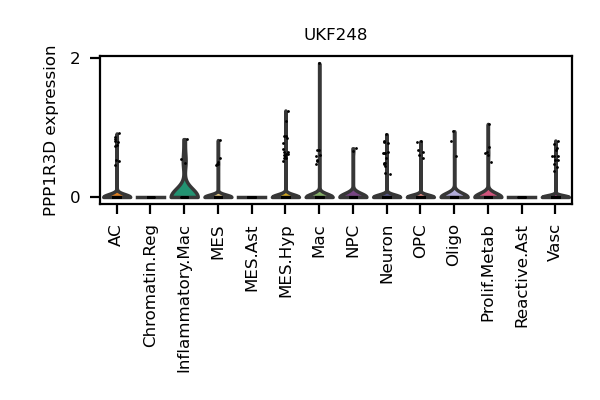 UKF248
PPP1R3D expression
2
0
AC
Chromatin.Reg
Inflammatory.Mac
MES
MES.Ast
MES.Hyp
Mac
NPC
Neuron
OPC
Oligo
Prolif.Metab
Reactive.Ast
Vasc